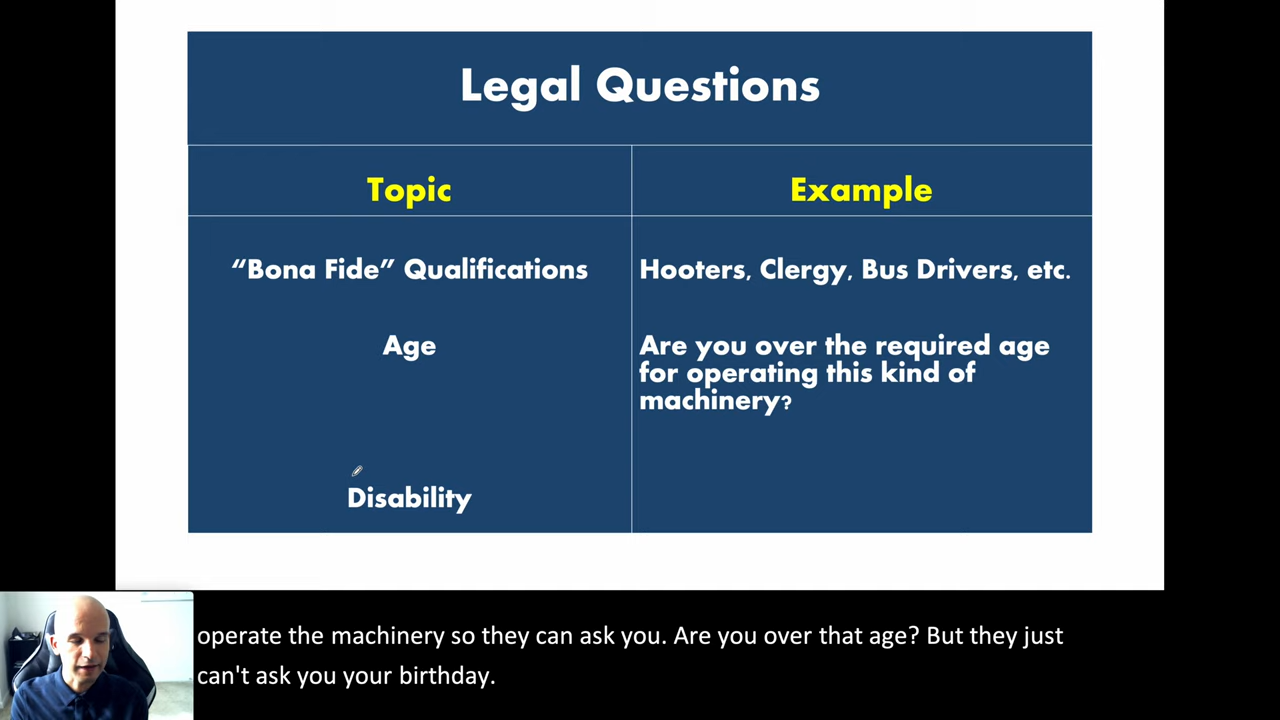 Legal Questions
Topic
Example
“Bona Fide” Qualifications
Hooters, Clergy, Bus Drivers, etc.
Age
Are you over the required age
for operating this kind of
machinery?
Disability
operate the machinery so they can ask you. Are you over that age? But they just
can't ask you your birthday.